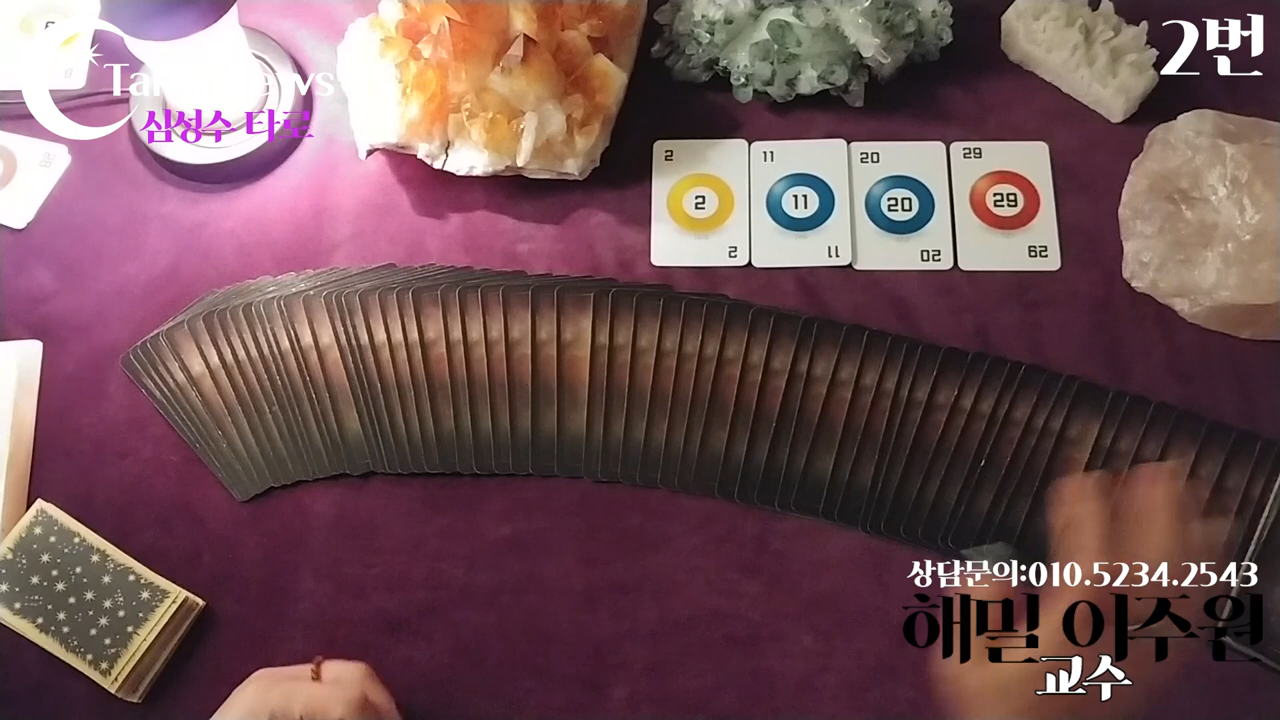 2번
심성수 타로
2 11 20 29
2 11 20 29
2 11 20 29
상담문의:010.5234.2543
해밀 이주원
교수